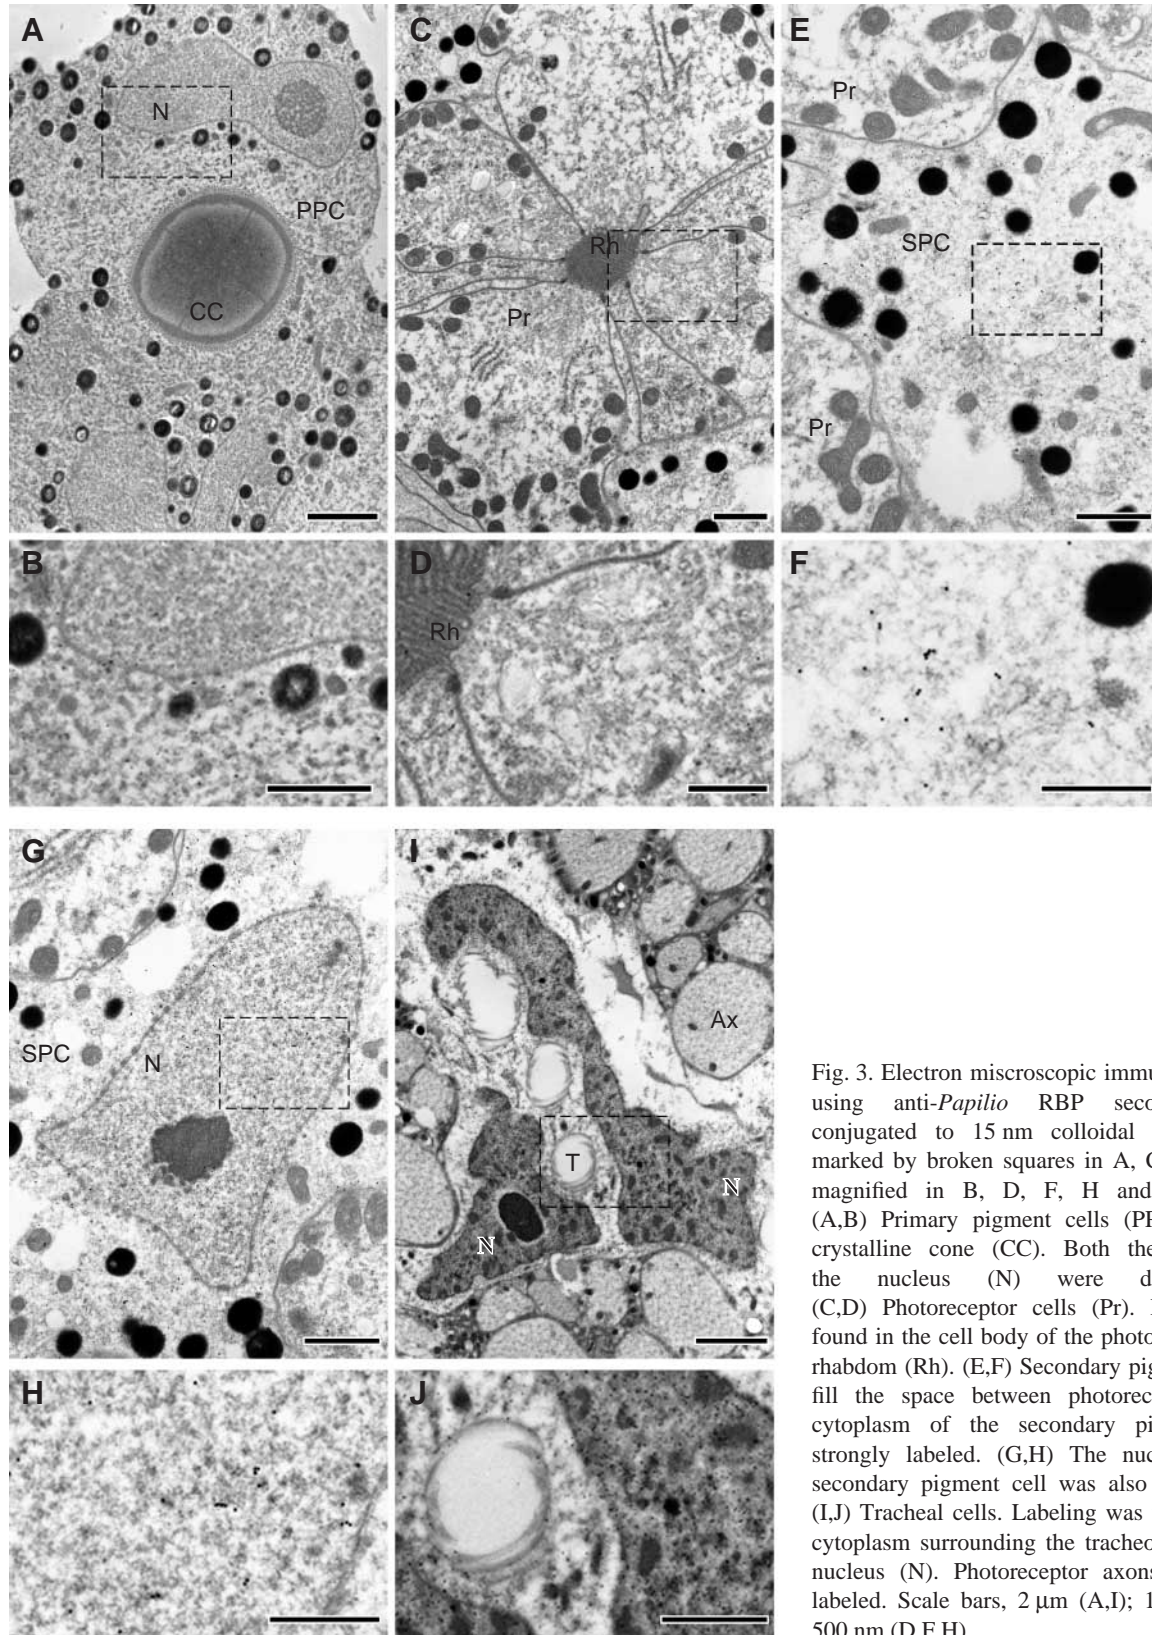 A
N
PPC
CC
C
Rh
Pr
E
Pr
SPC
Pr
B
D
Rh
F
G
SPC
N
I
Ax
T
N
N
H
J
Fig. 3. Electron miscroscopic immu
using anti-Papilio RBP seco
conjugated to 15 nm colloidal
marked by broken squares in A, C
magnified in B, D, F, H and
(A,B) Primary pigment cells (PP
crystalline cone (CC). Both the
the nucleus (N) were d
(C,D) Photoreceptor cells (Pr).
found in the cell body of the photo
rhabdom (Rh). (E,F) Secondary pig
fill the space between photorec
cytoplasm of the secondary pi
strongly labeled. (G,H) The nuc
secondary pigment cell was also
(I,J) Tracheal cells. Labeling was
cytoplasm surrounding the tracheo
nucleus (N). Photoreceptor axons
labeled. Scale bars, 2 μm (A,I); 1
500 nm (D,F,H)